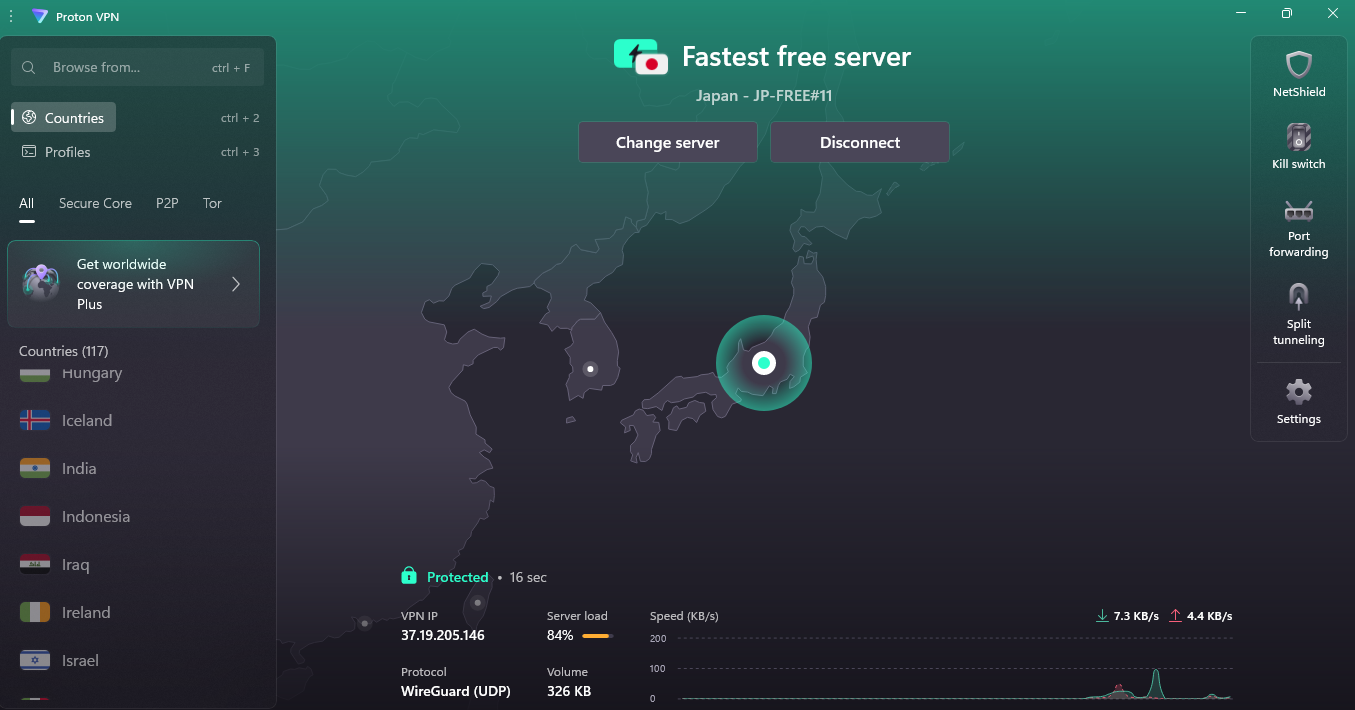 Proton VPN
Browse from...
ctrl + F
Countries
ctrl + 2
Profiles
ctrl + 3
All
Secure Core
P2P
Tor
Get worldwide
coverage with VPN
Plus
Countries (117)
Hungary
Iceland
India
Indonesia
Iraq
Ireland
Israel
Fastest free server
Japan - JP-FREE#11
Change server
Disconnect
Protected • 16 sec
VPN IP
37.19.205.146
Server load
84%
Protocol
WireGuard (UDP)
Volume
326 KB
Speed (KB/s)
7.3 KB/s
4.4 KB/s
200
100
0
NetShield
Kill switch
Port
forwarding
Split
tunneling
Settings